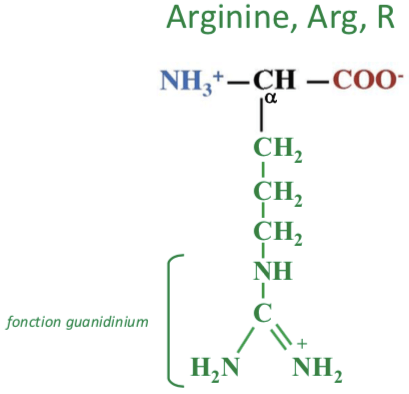 Arginine, Arg, R
NH₃⁺—CH—COO⁻
α
CH₂
CH₂
CH₂
NH
fonction guanidinium
C
+
H₂N NH₂